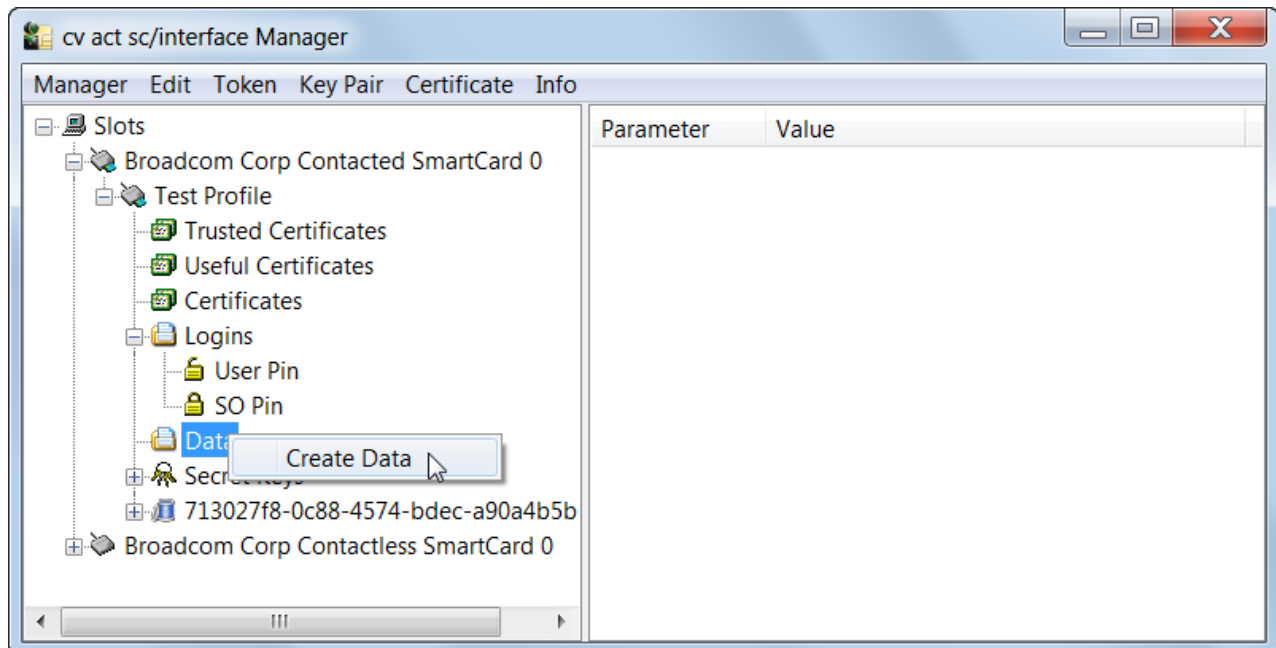 cv act sc/interface Manager
Manager Edit Token Key Pair Certificate Info
Slots
Broadcom Corp Contacted SmartCard 0
Test Profile
Trusted Certificates
Useful Certificates
Certificates
Logins
User Pin
SO Pin
Data
Create Data
Secret Keys
713027f8-0c88-4574-bdec-a90a4b5b
Broadcom Corp Contactless SmartCard 0
Parameter Value